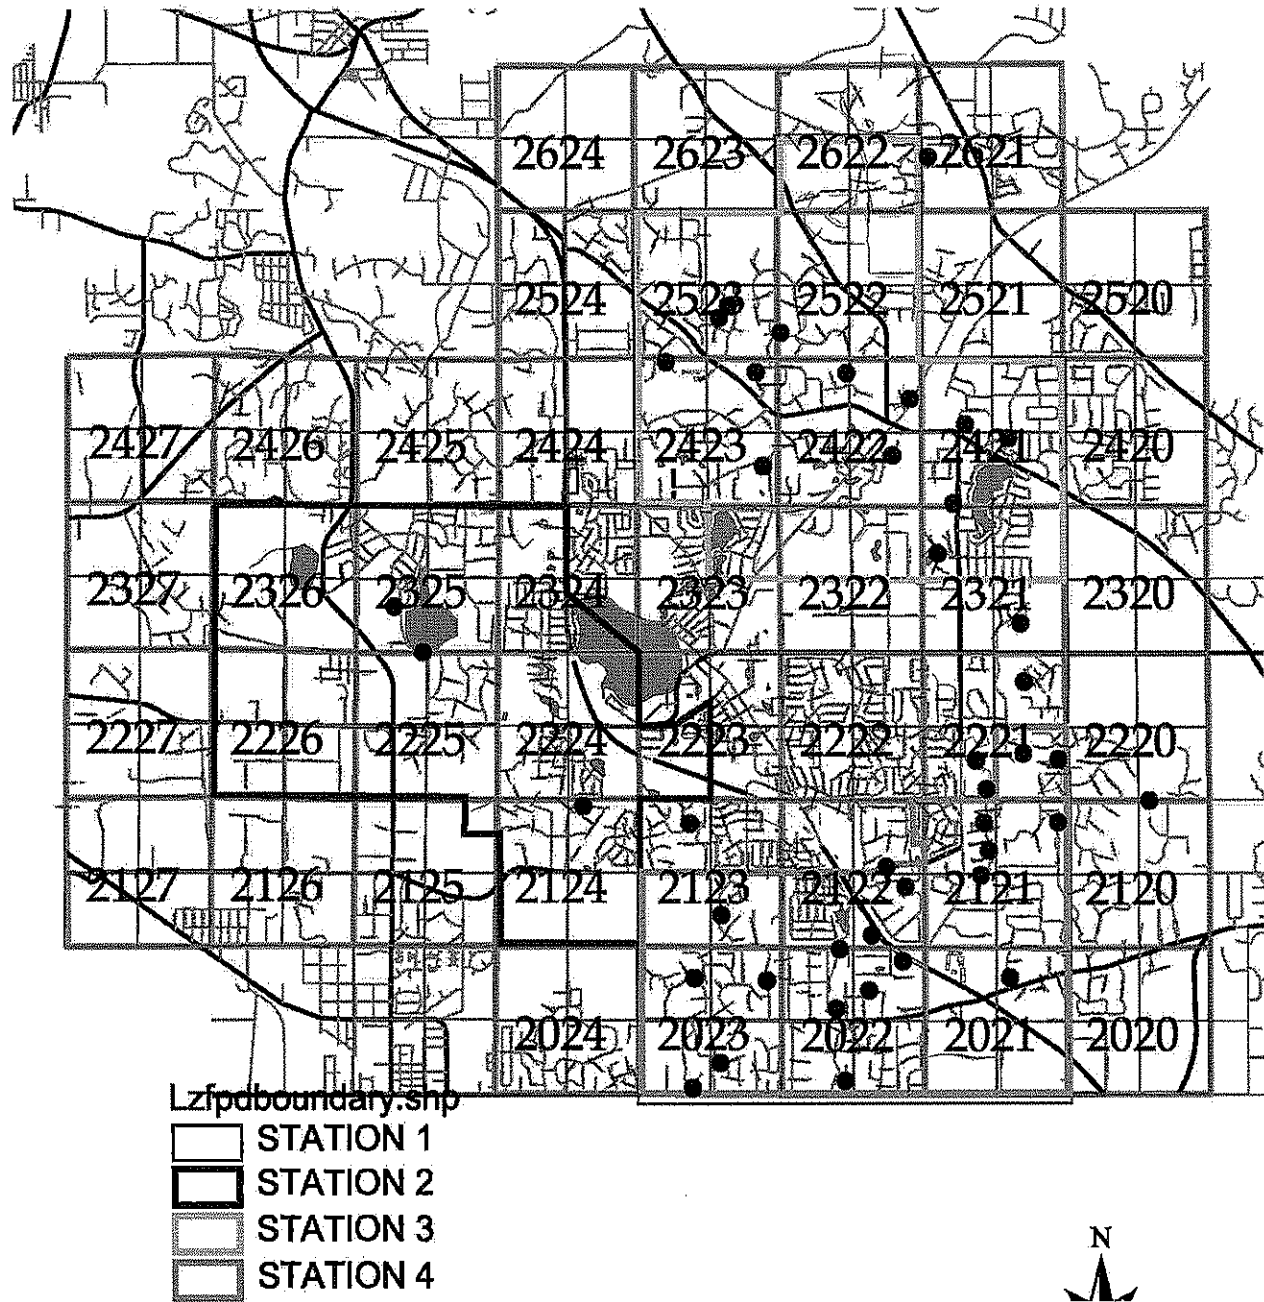 2624 2623 2622 2621
2524 2523 2522 2521 2520
2427 2426 2425 2424 2423 2422 2421 2420
2327 2326 2325 2324 2323 2322 2321 2320
2227 2226 2225 2224 2223 2222 2221 2220
2127 2126 2125 2124 2123 2122 2121 2120
2024 2023 2022 2021 2020
Lzfpdboundary.shp
STATION 1
STATION 2
STATION 3
STATION 4
N